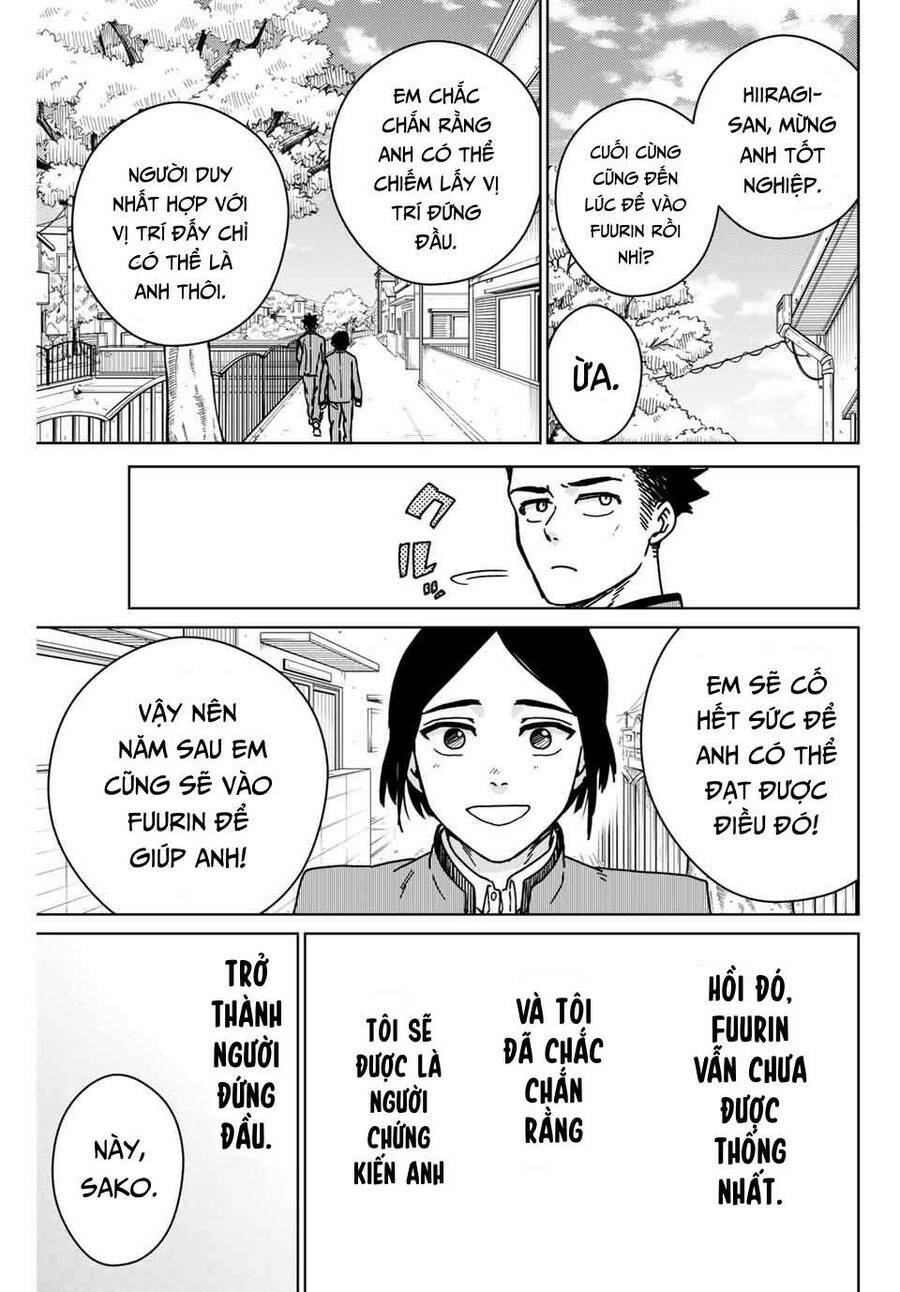 HIIRAGI-
SAN, MỪNG
ANH TỐT
NGHIỆP.
CUỐI CÙNG
CŨNG ĐẾN
LÚC ĐỂ VÀO
FUURIN RỒI
NHỈ?
ỪA.
EM CHẮC
CHẮN RẰNG
ANH CÓ THỂ
CHIẾM LẤY VỊ
TRÍ ĐỨNG
ĐẦU.
NGƯỜI DUY
NHẤT HỢP VỚI
VỊ TRÍ ĐẤY CHỈ
CÓ THỂ LÀ
ANH THÔI.
クルッ
EM SẼ CỐ
HẾT SỨC ĐỂ
ANH CÓ THỂ
ĐẠT ĐƯỢC
ĐIỀU ĐÓ!
VẬY NÊN
NĂM SAU EM
CŨNG SẼ VÀO
FUURIN ĐỂ
GIÚP ANH!
HỒI ĐÓ,
FUURIN
VẪN CHƯA
ĐƯỢC
THỐNG
NHẤT.
VÀ TÔI
ĐÃ CHẮC
CHẮN
RẰNG
TÔI SẼ
ĐƯỢC LÀ
NGƯỜI
CHỨNG
KIẾN ANH
TRỞ
THÀNH
NGƯỜI
ĐỨNG
ĐẦU.
NÀY,
SAKO.